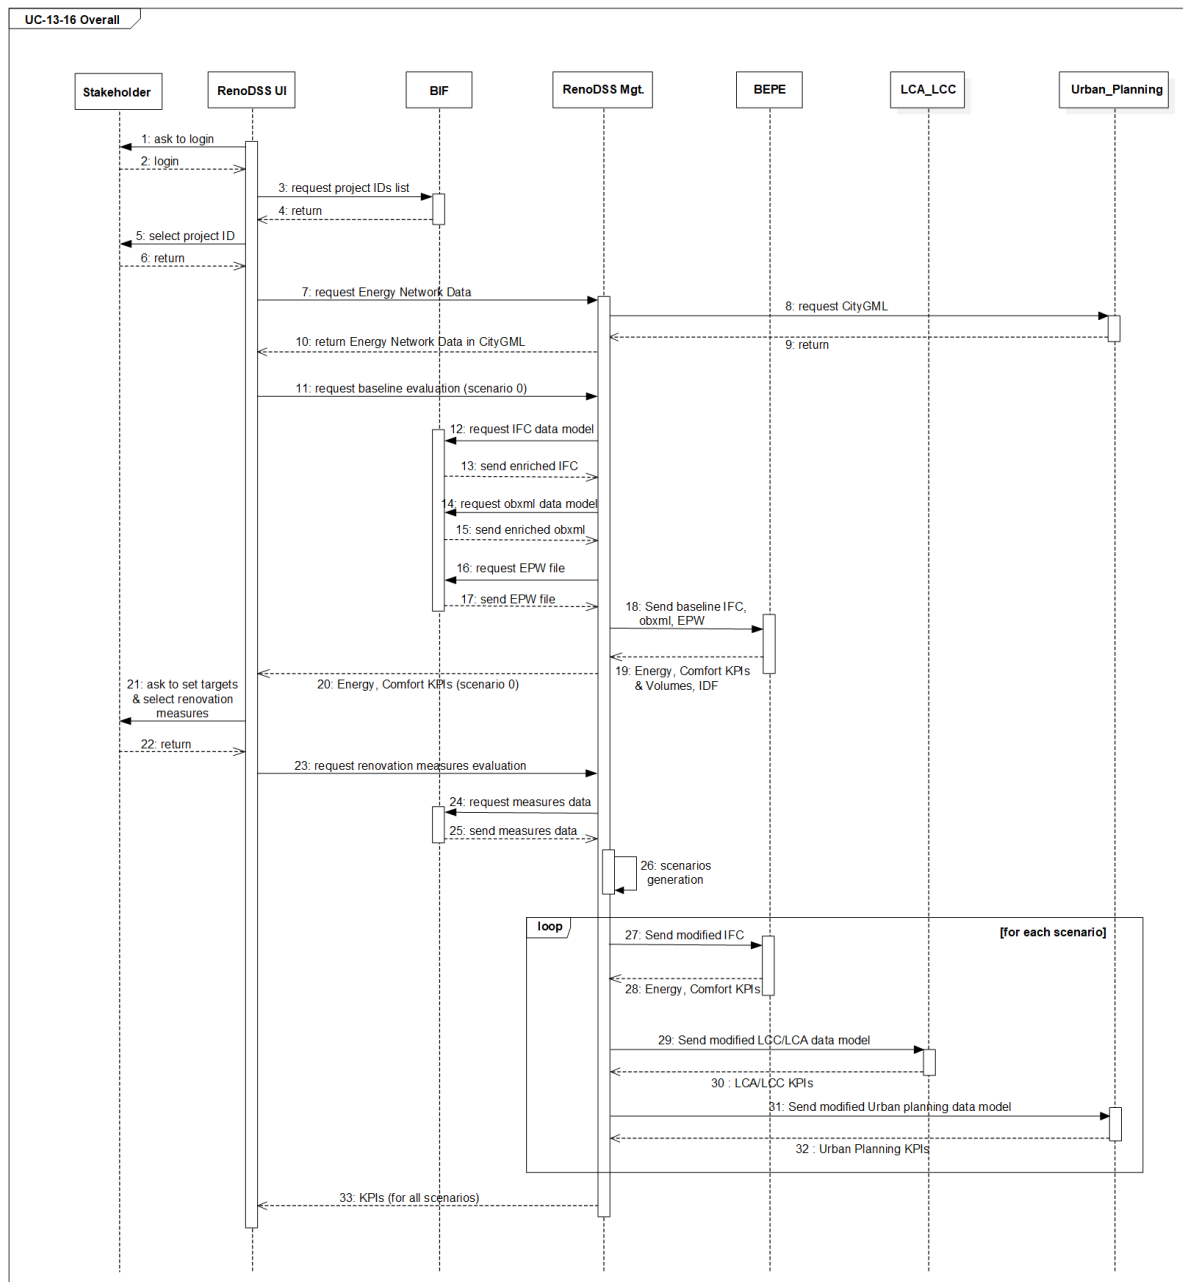 UC-13-16 Overall
Stakeholder
RenoDSS UI
BIF
RenoDSS Mgt.
BEPE
LCA_LCC
Urban_Planning
1: ask to login
2: login
3: request project IDs list
4: return
5: select project ID
6: return
7: request Energy Network Data
8: request CityGML
9: return
10: return Energy Network Data in CityGML
11: request baseline evaluation (scenario 0)
12: request IFC data model
13: send enriched IFC
14: request obxml data model
15: send enriched obxml
16: request EPW file
17: send EPW file
18: Send baseline IFC,
obxml, EPW
19: Energy, Comfort KPIs
& Volumes, IDF
20: Energy, Comfort KPIs (scenario 0)
21: ask to set targets
& select renovation
measures
22: return
23: request renovation measures evaluation
24: request measures data
25: send measures data
26: scenarios
generation
loop
[for each scenario]
27: Send modified IFC
28: Energy, Comfort KPIs
29: Send modified LCC/LCA data model
30 : LCA/LCC KPIs
31: Send modified Urban planning data model
32 : Urban Planning KPIs
33: KPIs (for all scenarios)